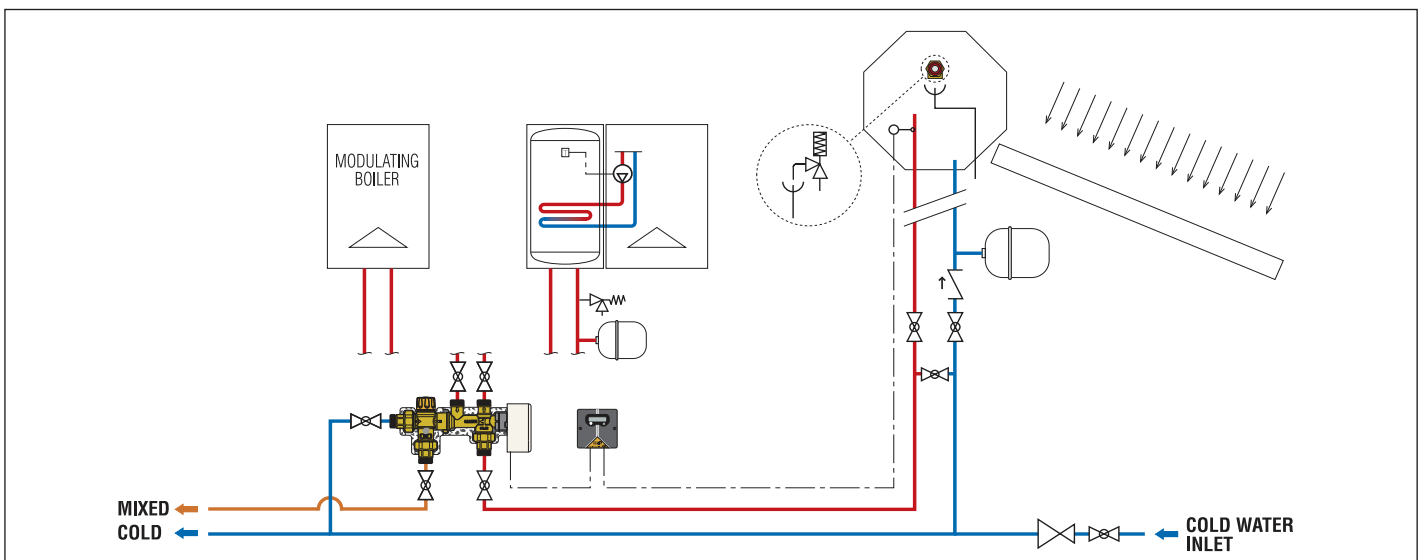 MODULATING
BOILER
MIXED
COLD
COLD WATER
INLET